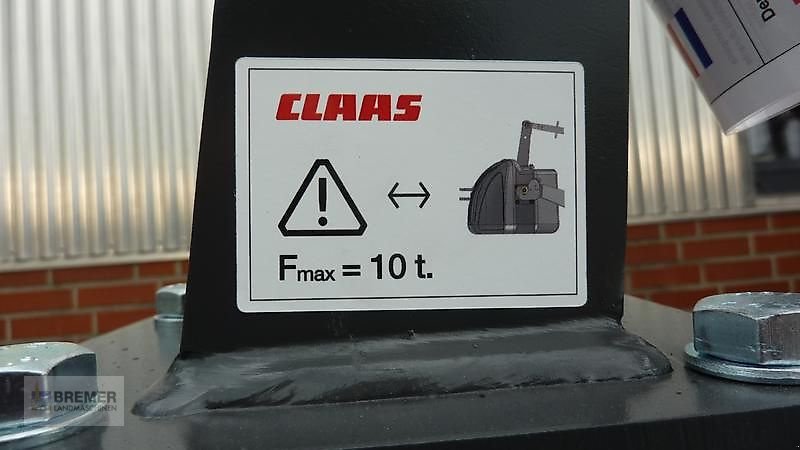 CLAAS
Fmax = 10 t.
BREMER
LANDMASCHINEN